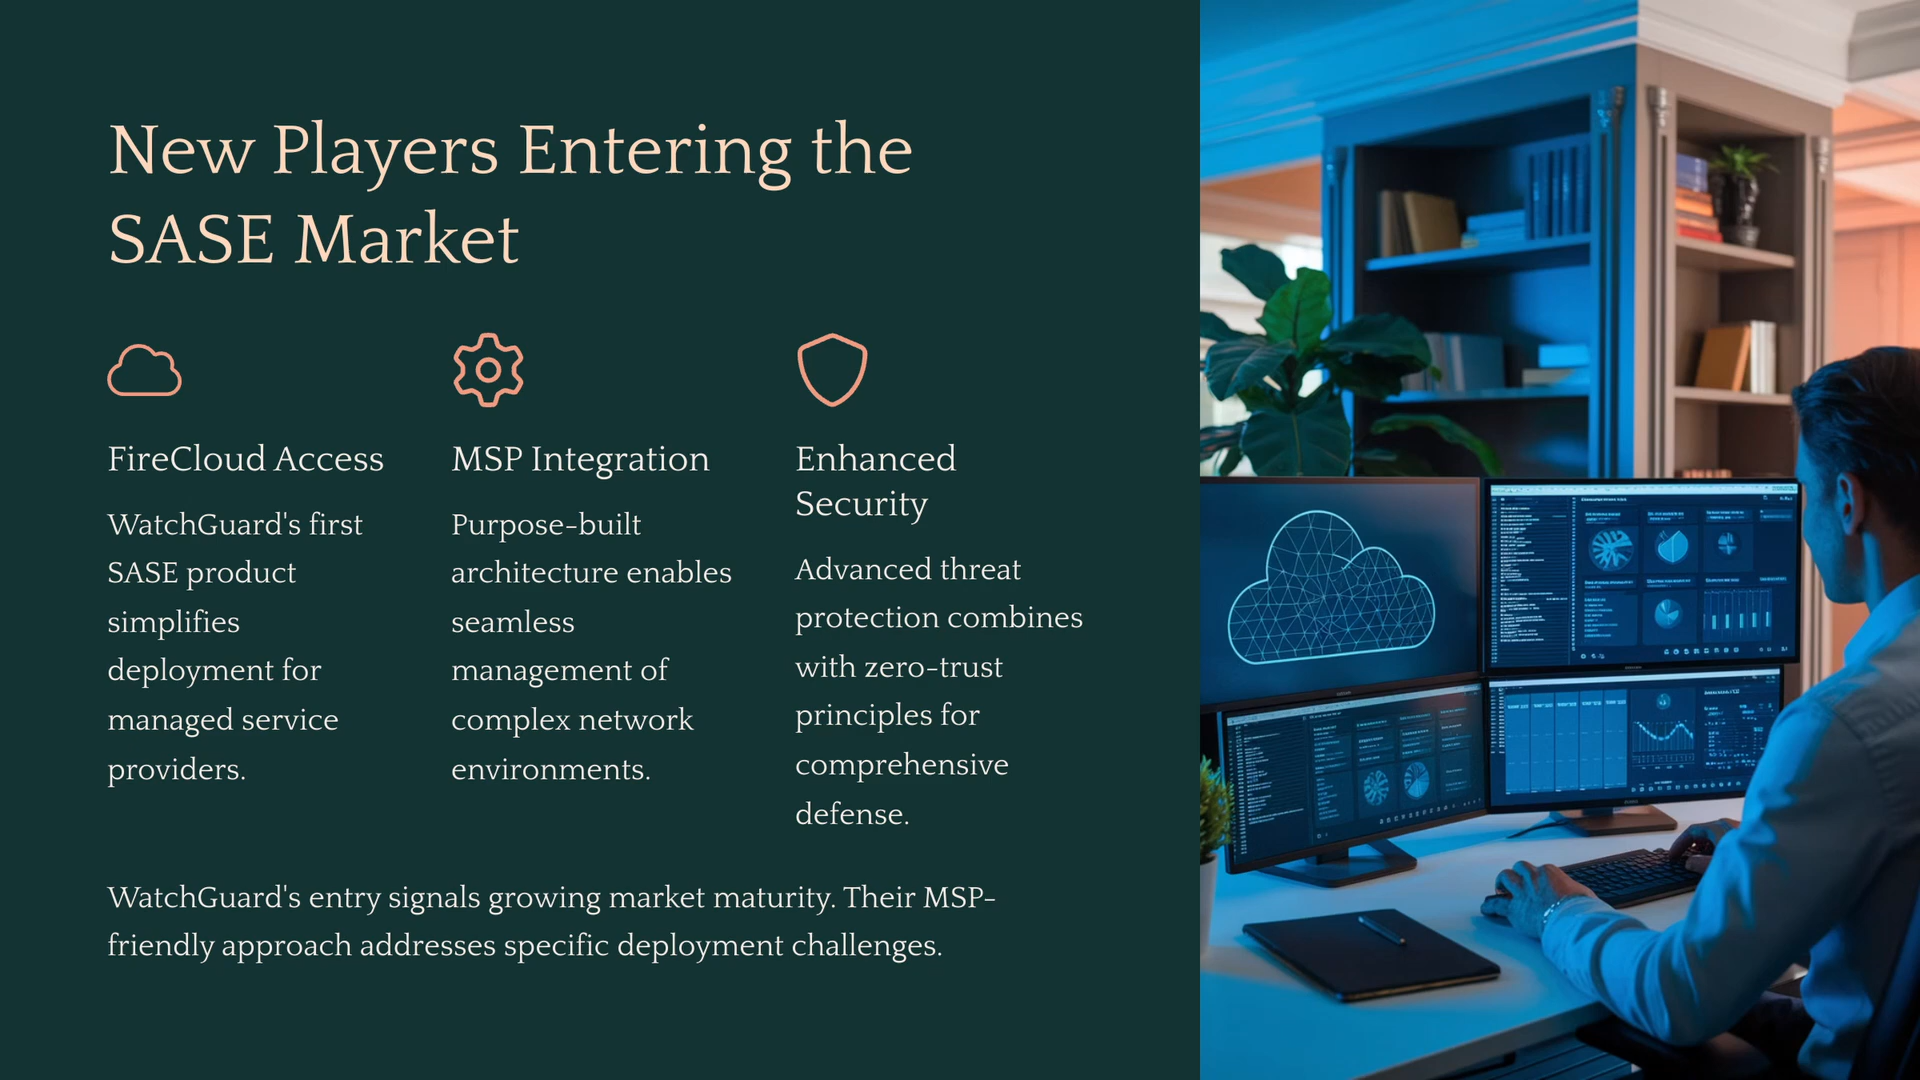 New Players Entering the
SASE Market
FireCloud Access
WatchGuard's first
SASE product
simplifies
deployment for
managed service
providers.
MSP Integration
Purpose-built
architecture enables
seamless
management of
complex network
environments.
Enhanced
Security
Advanced threat
protection combines
with zero-trust
principles for
comprehensive
defense.
WatchGuard's entry signals growing market maturity. Their MSP-
friendly approach addresses specific deployment challenges.